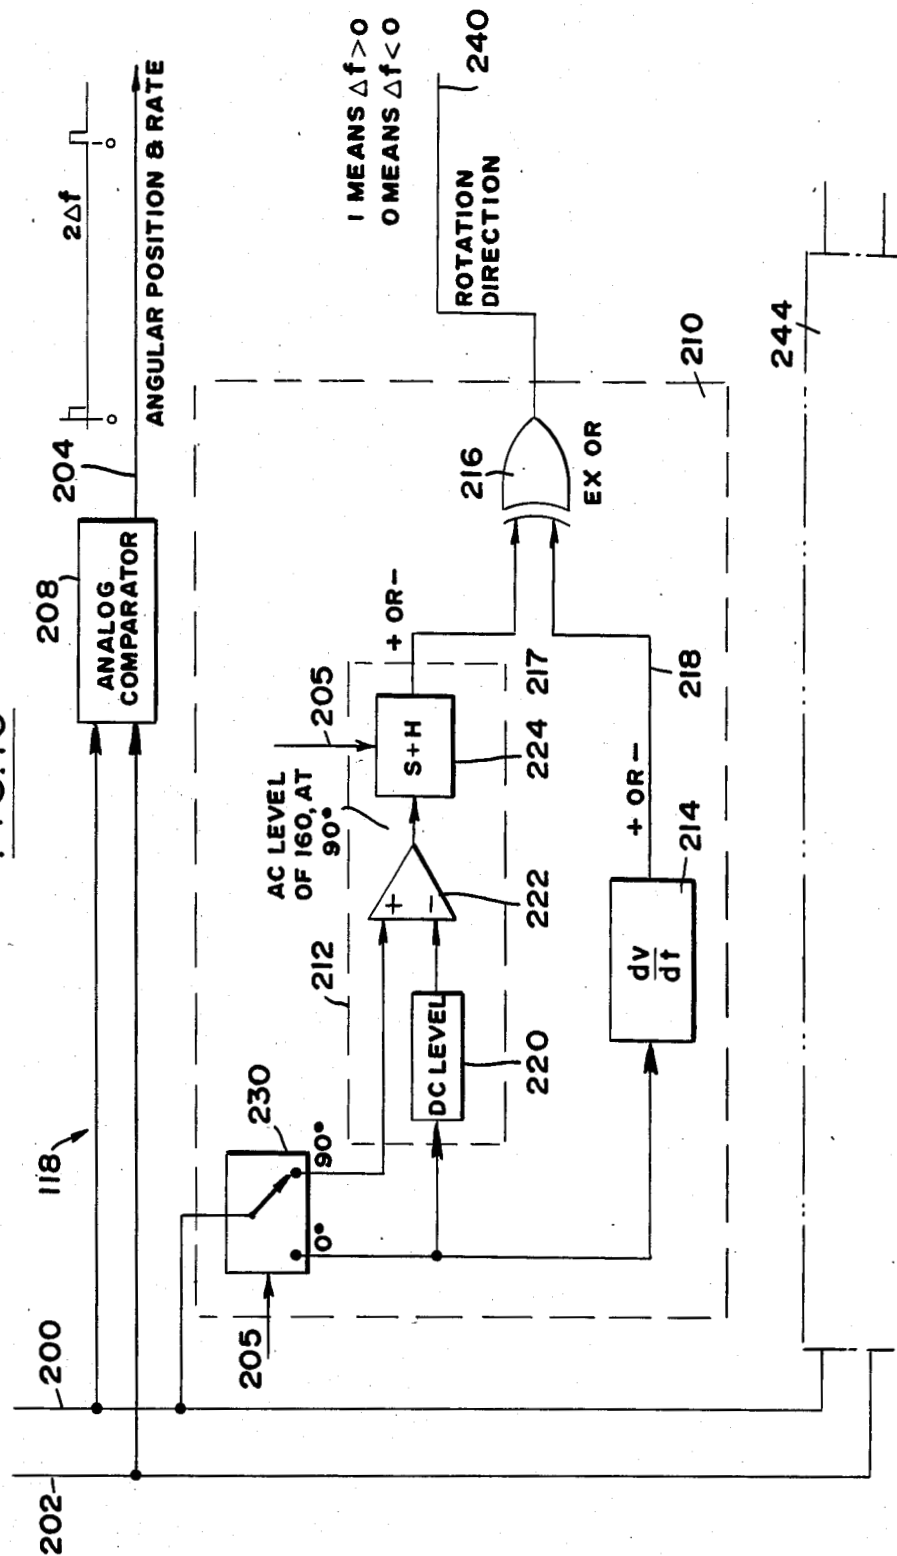 2Δf
ANGULAR POSITION & RATE
204
208
ANALOG
COMPARATOR
118
200
202
1 MEANS Δf>0
0 MEANS Δf<0
240
ROTATION
DIRECTION
210
216
EX OR
+ OR-
217
218
205
S+H
224
AC LEVEL
OF 160, AT
90°
+
-
222
212
DC LEVEL
220
230
90°
0°
205
+ OR-
214
dv
dt
244
0
0